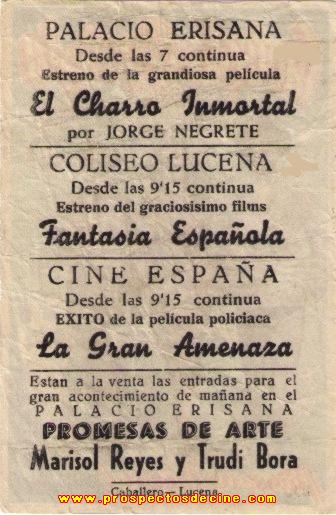 PALACIO ERISANA
Desde las 7 continua
Estreno de la grandiosa película
El Charro Inmortal
por JORGE NEGRETE
COLISEO LUCENA
Desde las 9'15 continua
Estreno del graciosisimo films
Fantasia Española
CINE ESPAÑA
Desde las 9'15 continua
EXITO de la película policiaca
La Gran Amenaza
Estan a la venta las entradas para el
gran acontecimiento de mañana en el
PALACIO ERISANA
PROMESAS DE ARTE
Marisol Reyes y Trudi Bora
Caballero—Lucena
www.prospectosdecine.com